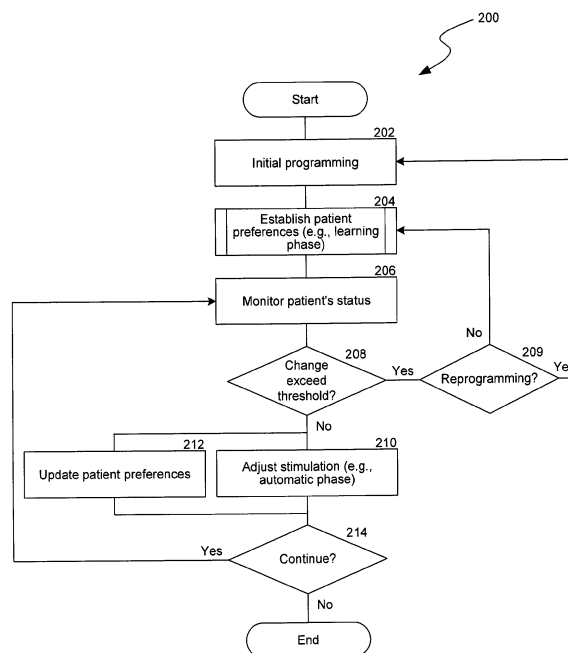 200
Start
202
Initial programming
204
Establish patient
preferences (e.g., learning
phase)
206
Monitor patient's status
208
Change
exceed
threshold?
Yes
No
209
Reprogramming?
No
212
Update patient preferences
210
Adjust stimulation (e.g.,
automatic phase)
214
Continue?
Yes
No
End